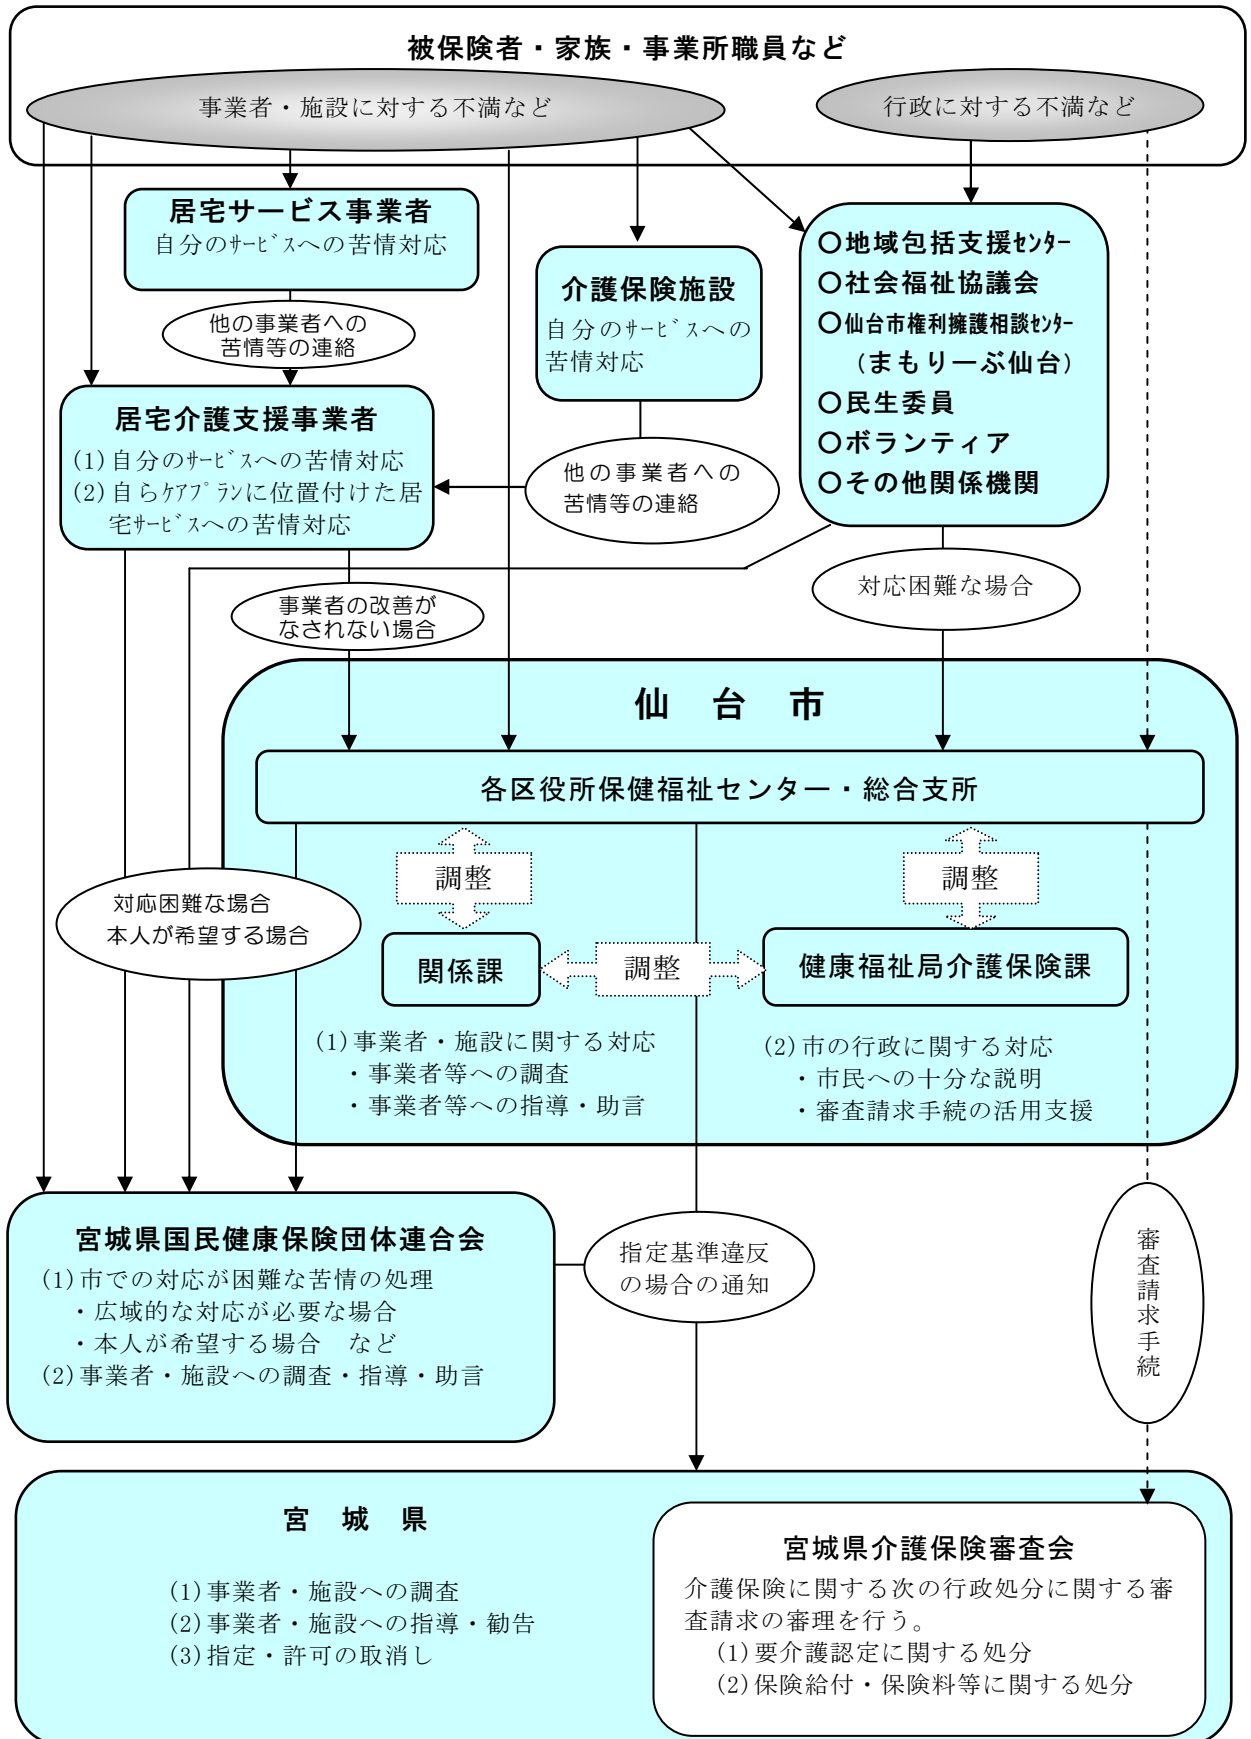 被保険者・家族・事業所職員など
事業者・施設に対する不満など
行政に対する不満など
居宅サービス事業者
自分のｻｰﾋﾞｽへの苦情対応
他の事業者への
苦情等の連絡
介護保険施設
自分のｻｰﾋﾞｽへの
苦情対応
〇地域包括支援ｾﾝﾀｰ
〇社会福祉協議会
〇仙台市権利擁護相談ｾﾝﾀｰ
（まもりーぶ仙台）
〇民生委員
〇ボランティア
〇その他関係機関
居宅介護支援事業者
(1)自分のｻｰﾋﾞｽへの苦情対応
(2)自らｹｱﾌﾟﾗﾝに位置付けた居
宅ｻｰﾋﾞｽへの苦情対応
他の事業者への
苦情等の連絡
事業者の改善が
なされない場合
対応困難な場合
仙　台　市
各区役所保健福祉センター・総合支所
調整
調整
対応困難な場合
本人が希望する場合
関係課
調整
健康福祉局介護保険課
(1)事業者・施設に関する対応
・事業者等への調査
・事業者等への指導・助言
(2)市の行政に関する対応
・市民への十分な説明
・審査請求手続の活用支援
宮城県国民健康保険団体連合会
(1)市での対応が困難な苦情の処理
・広域的な対応が必要な場合
・本人が希望する場合　など
(2)事業者・施設への調査・指導・助言
指定基準違反
の場合の通知
審査請求手続
宮　城　県
(1)事業者・施設への調査
(2)事業者・施設への指導・勧告
(3)指定・許可の取消し
宮城県介護保険審査会
介護保険に関する次の行政処分に関する審
査請求の審理を行う。
(1)要介護認定に関する処分
(2)保険給付・保険料等に関する処分